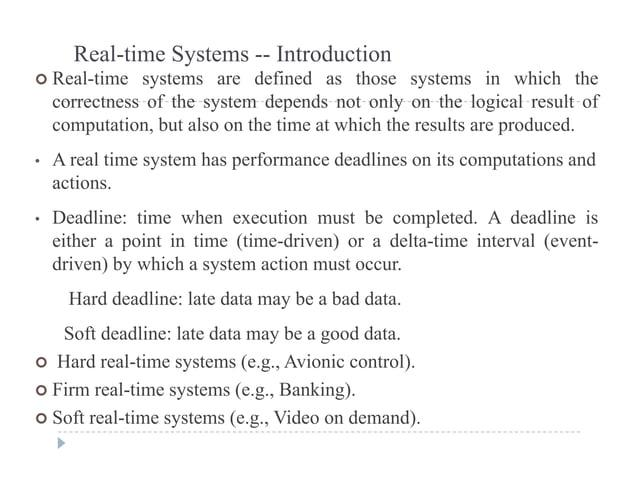 Real-time Systems -- Introduction
Real-time systems are defined as those systems in which the
correctness of the system depends not only on the logical result of
computation, but also on the time at which the results are produced.
• A real time system has performance deadlines on its computations and
actions.
• Deadline: time when execution must be completed. A deadline is
either a point in time (time-driven) or a delta-time interval (event-
driven) by which a system action must occur.
Hard deadline: late data may be a bad data.
Soft deadline: late data may be a good data.
Hard real-time systems (e.g., Avionic control).
Firm real-time systems (e.g., Banking).
Soft real-time systems (e.g., Video on demand).